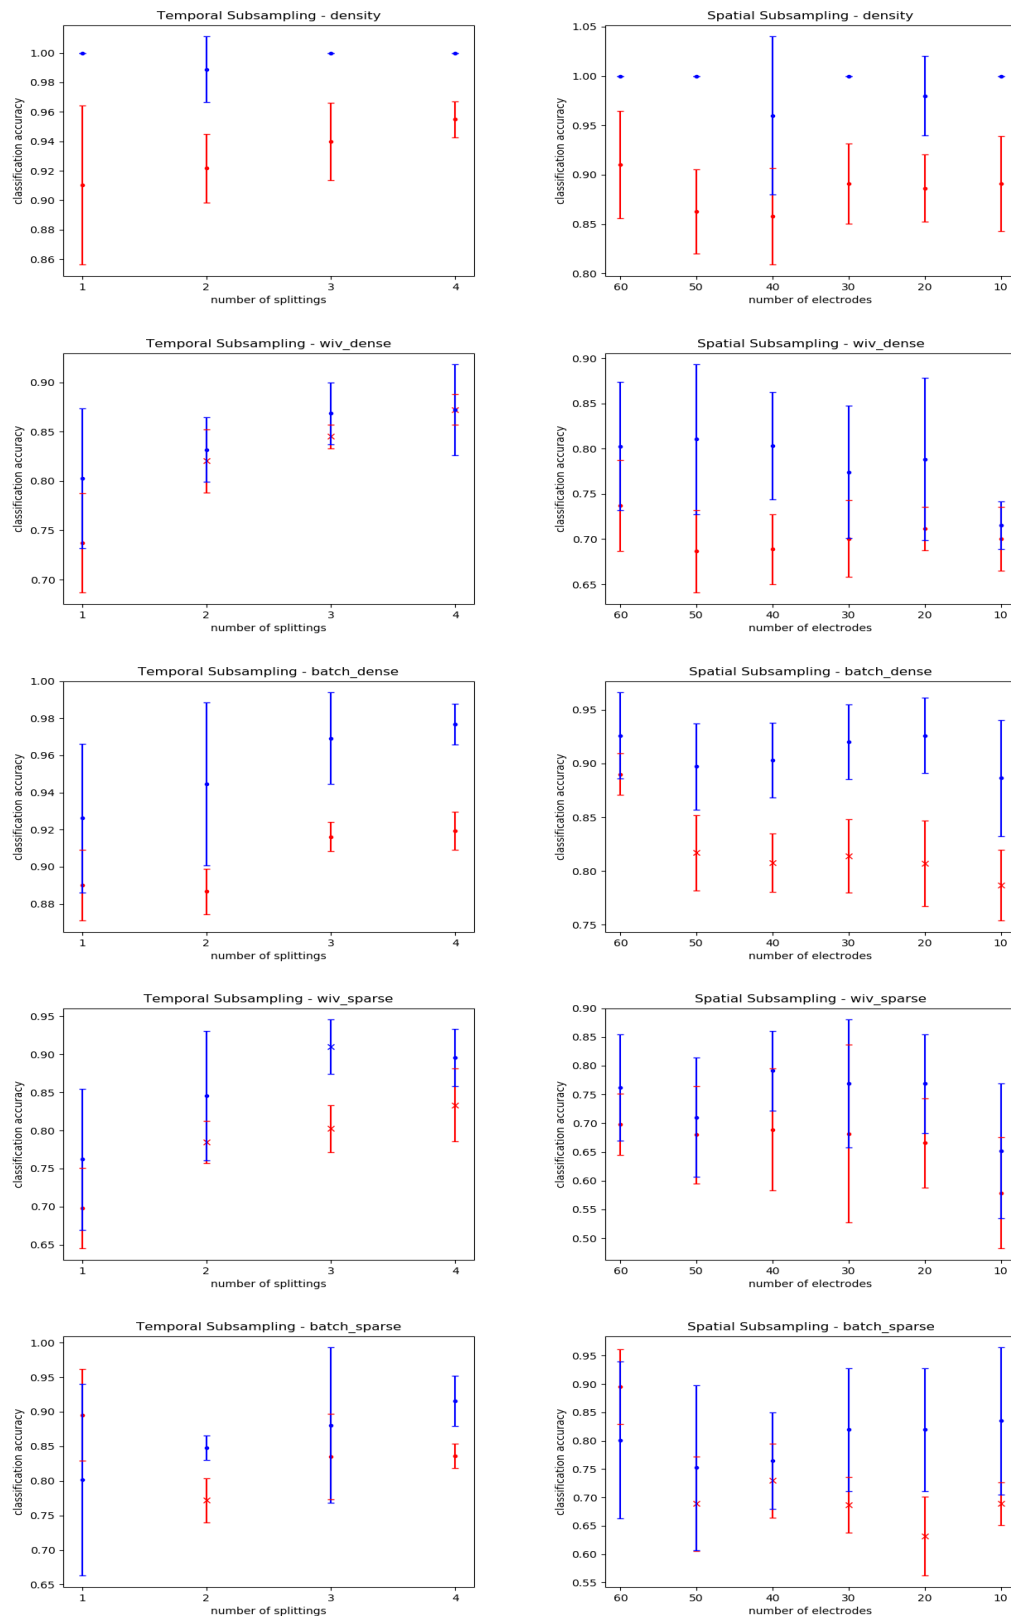 Temporal Subsampling - density
classification accuracy
1.00
0.98
0.96
0.94
0.92
0.90
0.88
0.86
1 2 3 4
number of splittings
Spatial Subsampling - density
classification accuracy
1.05
1.00
0.95
0.90
0.85
0.80
60 50 40 30 20 10
number of electrodes
Temporal Subsampling - wiv_dense
classification accuracy
0.90
0.85
0.80
0.75
0.70
1 2 3 4
number of splittings
Spatial Subsampling - wiv_dense
classification accuracy
0.90
0.85
0.80
0.75
0.70
0.65
60 50 40 30 20 10
number of electrodes
Temporal Subsampling - batch_dense
classification accuracy
1.00
0.98
0.96
0.94
0.92
0.90
0.88
1 2 3 4
number of splittings
Spatial Subsampling - batch_dense
classification accuracy
0.95
0.90
0.85
0.80
0.75
60 50 40 30 20 10
number of electrodes
Temporal Subsampling - wiv_sparse
classification accuracy
0.95
0.90
0.85
0.80
0.75
0.70
0.65
1 2 3 4
number of splittings
Spatial Subsampling - wiv_sparse
classification accuracy
0.90
0.85
0.80
0.75
0.70
0.65
0.60
0.55
0.50
60 50 40 30 20 10
number of electrodes
Temporal Subsampling - batch_sparse
classification accuracy
1.00
0.95
0.90
0.85
0.80
0.75
0.70
0.65
1 2 3 4
number of splittings
Spatial Subsampling - batch_sparse
classification accuracy
0.95
0.90
0.85
0.80
0.75
0.70
0.65
0.60
0.55
60 50 40 30 20 10
number of electrodes